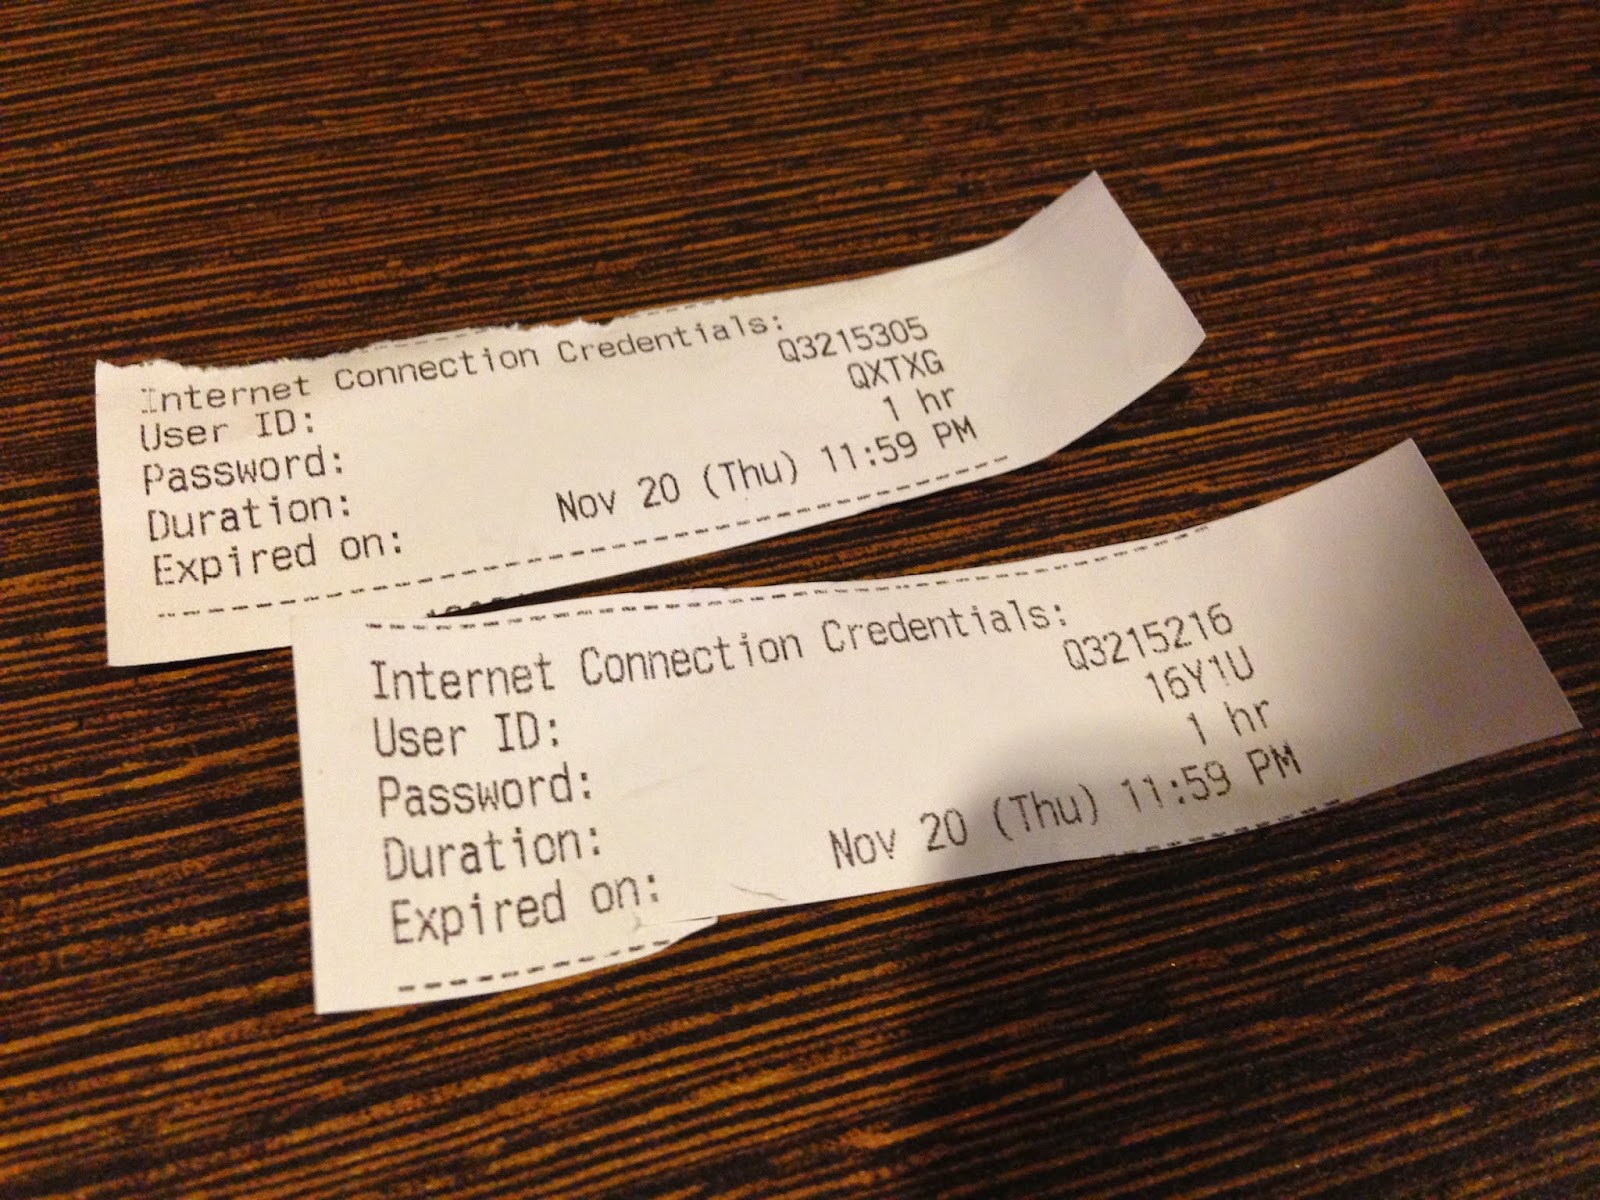 Internet Connection Credentials:
User ID: Q3215305
Password: QXTXG
Duration: 1 hr
Expired on: Nov 20 (Thu) 11:59 PM
Internet Connection Credentials:
User ID: Q3215216
Password: 16Y1U
Duration: 1 hr
Expired on: Nov 20 (Thu) 11:59 PM